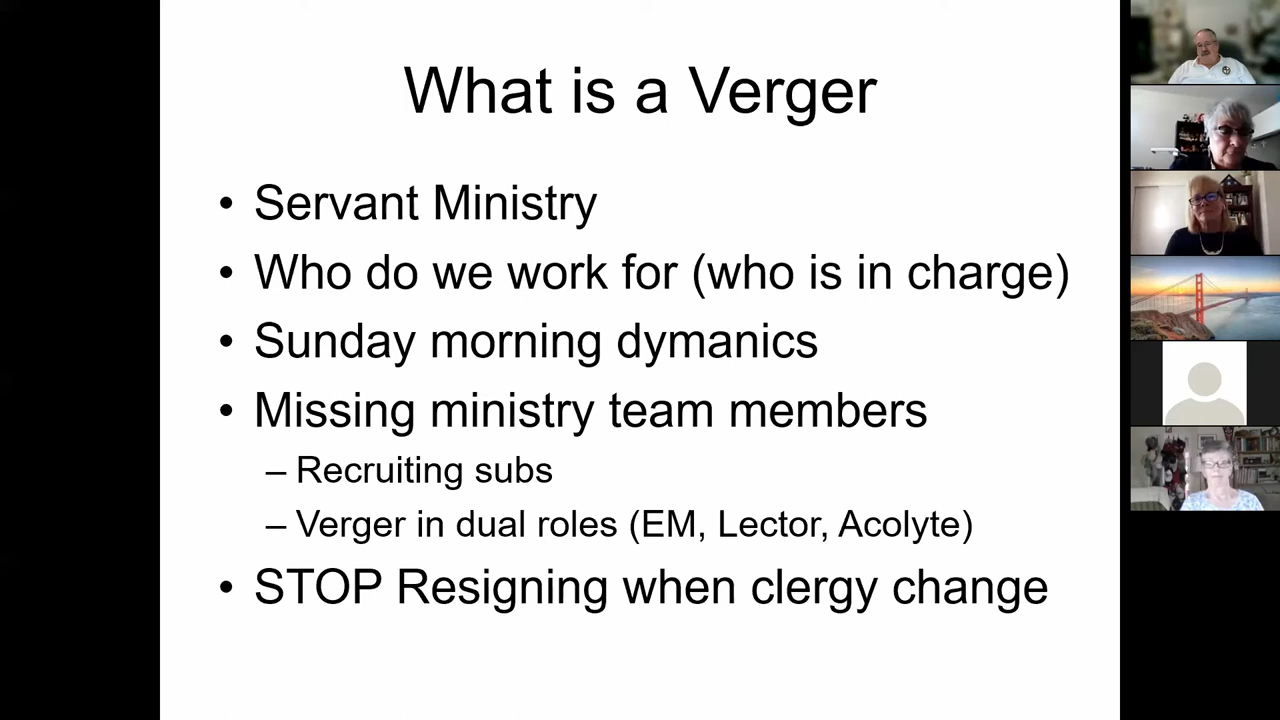 What is a Verger
• Servant Ministry
• Who do we work for (who is in charge)
• Sunday morning dymanics
• Missing ministry team members
– Recruiting subs
– Verger in dual roles (EM, Lector, Acolyte)
• STOP Resigning when clergy change